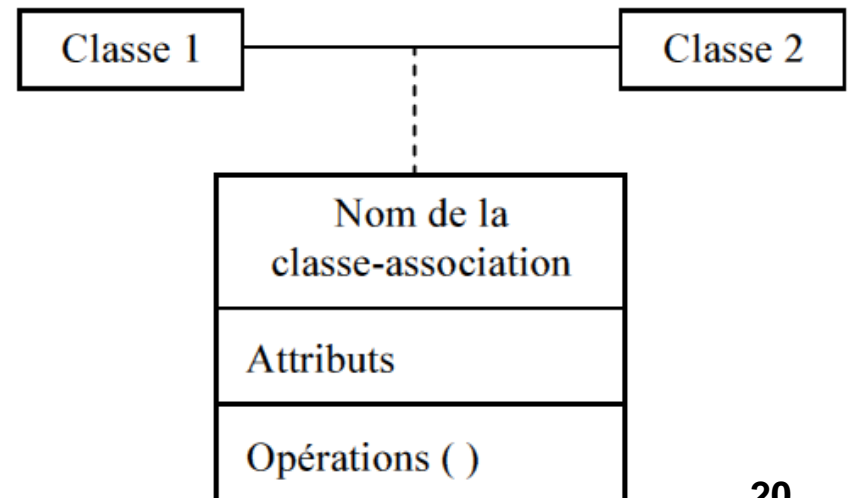 Classe 1
Classe 2
Nom de la
classe-association
Attributs
Opérations ( )
20